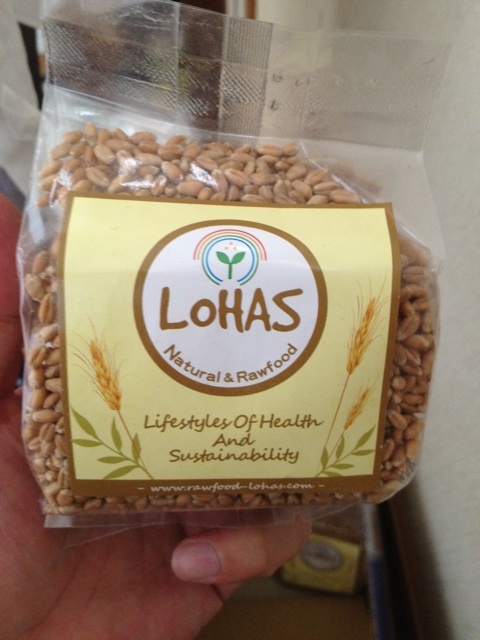 LOHAS
Natural & Rawfood
Lifestyles Of Health
And
Sustainability
- www.rawfood-lohas.com -